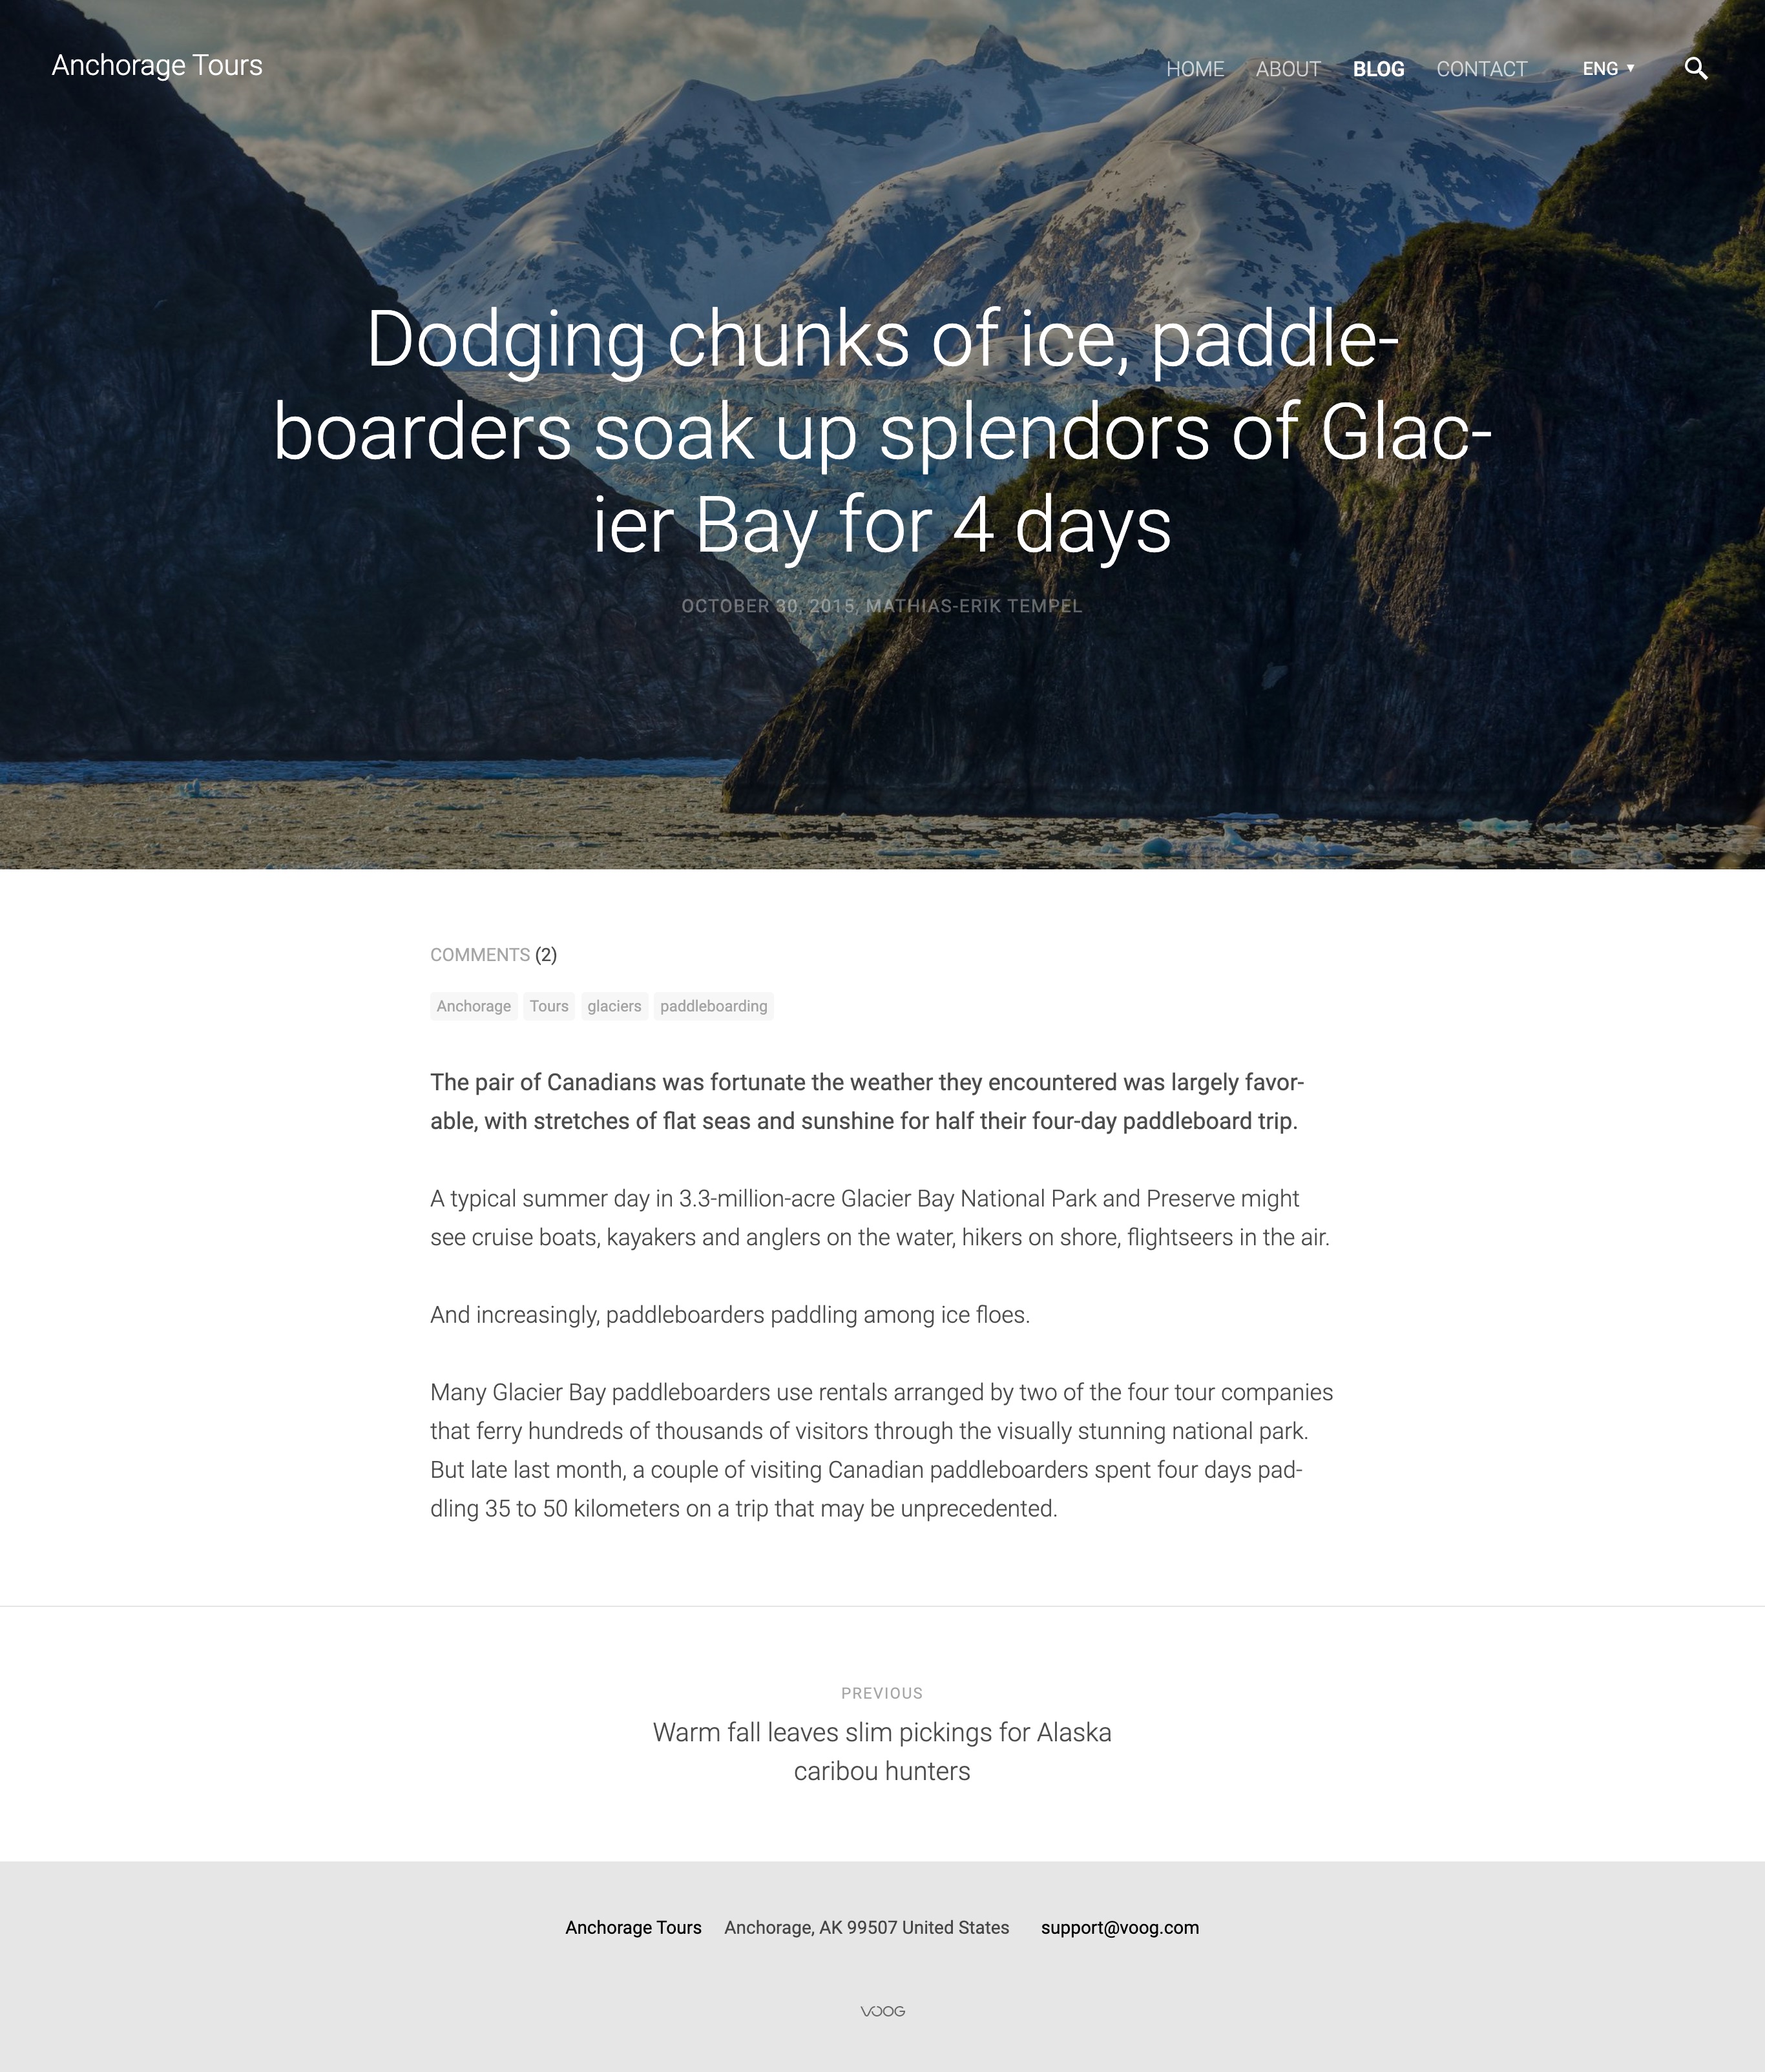 Anchorage Tours
HOME ABOUT BLOG CONTACT ENG ▼
Dodging chunks of ice, paddle-
boarders soak up splendors of Glac-
ier Bay for 4 days
OCTOBER 30, 2015, MATHIAS-ERIK TEMPEL
COMMENTS (2)
Anchorage Tours glaciers paddleboarding
The pair of Canadians was fortunate the weather they encountered was largely favor-
able, with stretches of flat seas and sunshine for half their four-day paddleboard trip.
A typical summer day in 3.3-million-acre Glacier Bay National Park and Preserve might
see cruise boats, kayakers and anglers on the water, hikers on shore, flightseers in the air.
And increasingly, paddleboarders paddling among ice floes.
Many Glacier Bay paddleboarders use rentals arranged by two of the four tour companies
that ferry hundreds of thousands of visitors through the visually stunning national park.
But late last month, a couple of visiting Canadian paddleboarders spent four days pad-
dling 35 to 50 kilometers on a trip that may be unprecedented.
PREVIOUS
Warm fall leaves slim pickings for Alaska
caribou hunters
Anchorage Tours Anchorage, AK 99507 United States support@voog.com
VOOG